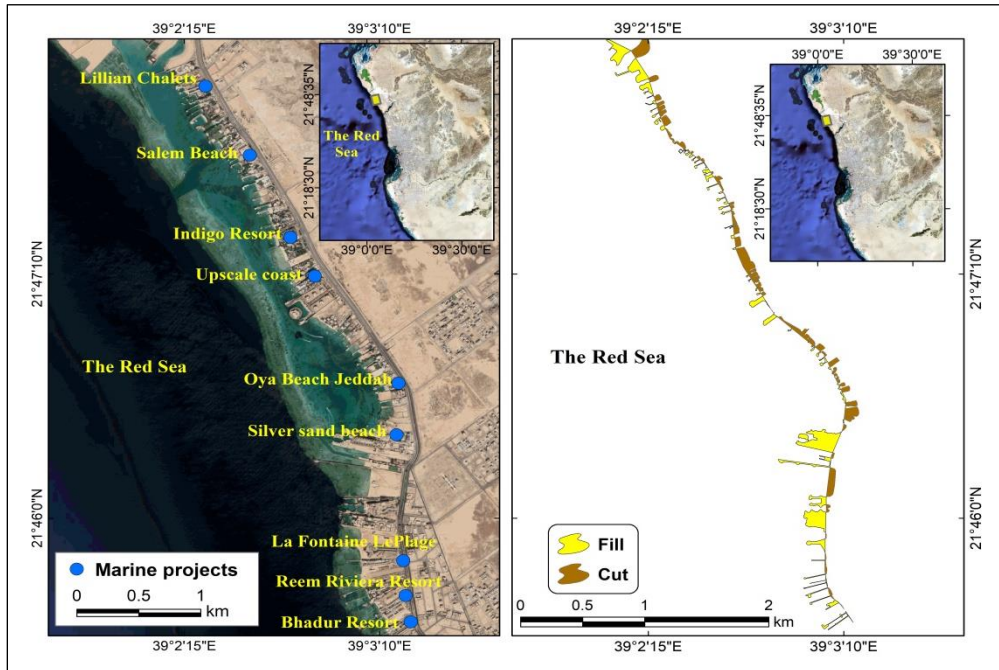 39°2'15"E
39°3'10"E
39°2'15"E
39°3'10"E
Lillian Chalets
Salem Beach
Indigo Resort
Upscale coast
The Red Sea
Oya Beach Jeddah
Silver sand beach
La Fontaine LePlage
Reem Riviera Resort
Bhadur Resort
The Red
Sea
21°48'35"N
21°18'30"N
39°0'0"E
39°30'0"E
21°47'10"N
21°46'0"N
Marine projects
0
0.5
1
km
39°2'15"E
39°3'10"E
39°0'0"E
39°30'0"E
21°48'35"N
21°18'30"N
The Red Sea
Fill
Cut
0
0.5
1
2
km
21°47'10"N
21°46'0"N
39°2'15"E
39°3'10"E